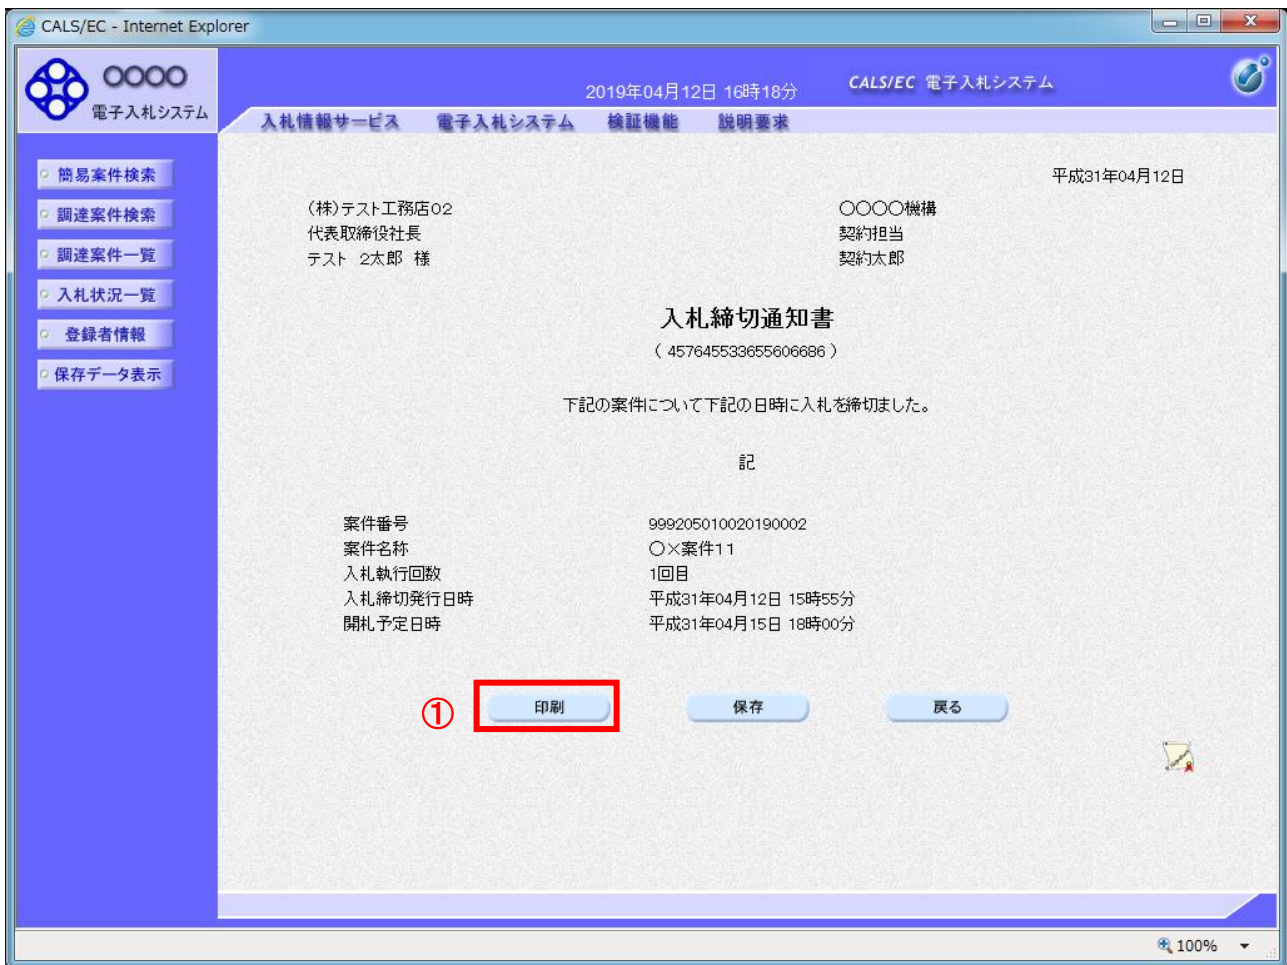 CALS/EC - Internet Explorer
〇〇〇〇
電子入札システム
2019年04月12日 16時18分
CALS/EC 電子入札システム
入札情報サービス 電子入札システム 検証機能 説明要求
簡易案件検索
調達案件検索
調達案件一覧
入札状況一覧
登録者情報
保存データ表示
平成31年04月12日
(株)テスト工務店02
代表取締役社長
テスト 2太郎 様
〇〇〇〇機構
契約担当
契約太郎
入札締切通知書
( 457645533655606686 )
下記の案件について下記の日時に入札を締切ました。
記
案件番号 999205010020190002
案件名称 〇×案件11
入札執行回数 1回目
入札締切発行日時 平成31年04月12日 15時55分
開札予定日時 平成31年04月15日 18時00分
① 印刷 保存 戻る
100%